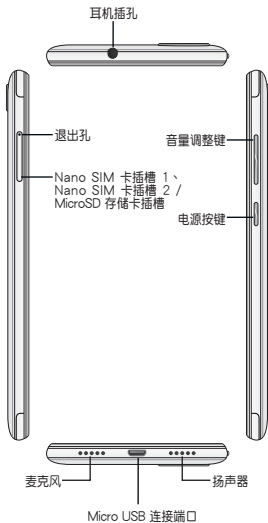 耳机插孔
退出孔
音量调整键
Nano SIM 卡插槽 1、
Nano SIM 卡插槽 2 /
MicroSD 存储卡插槽
电源按键
麦克风
扬声器
Micro USB 连接端口